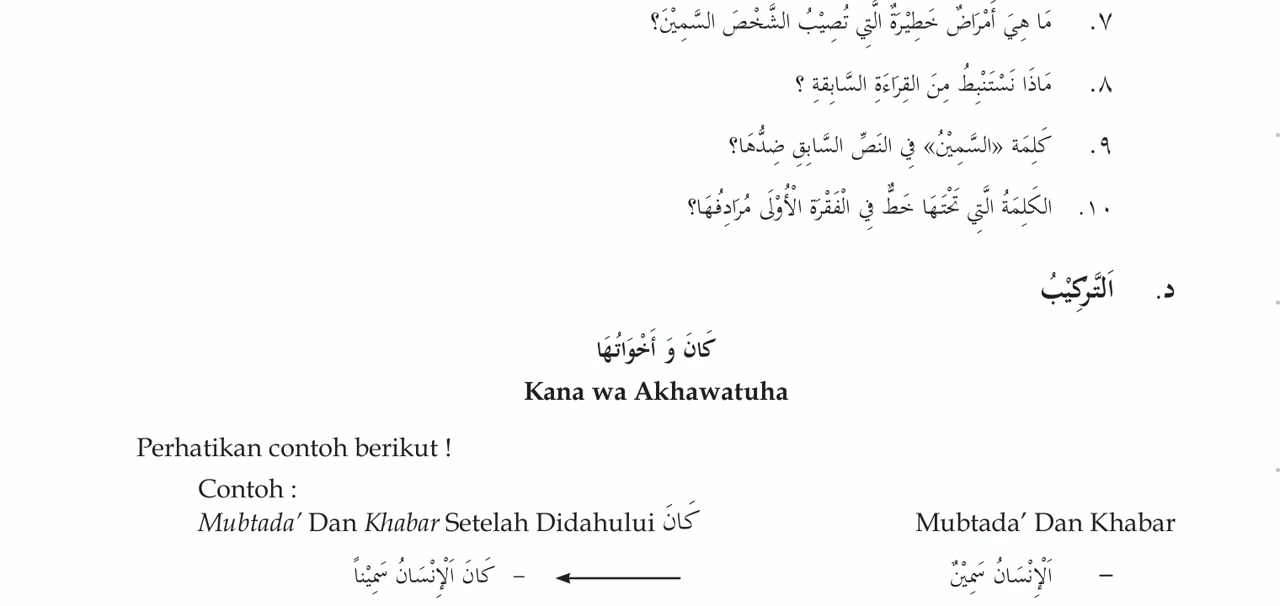 ٧. مَا هِيَ أَمْرَاضٌ خَطِيْرَةٌ الَّتِي تُصِيْبُ الشَّخْصَ السَّمِيْنَ؟
٨. مَاذَا نَسْتَنْبِطُ مِنَ القِرَاءَةِ السَّابِقةِ ؟
٩. كَلِمَة «السَّمِيْنُ» فِي النَصِّ السَّابِقِ ضِدُّهَا؟
١٠. الكَلِمَةُ الَّتِي تَحْتَهَا خَطٌّ فِي الْفَقْرَة الْأُوْلَى مُرَادِفُهَا؟
د. اَلتَّرْكِيْبُ
كَانَ وَ أَخْوَاتُهَا
Kana wa Akhawatuha
Perhatikan contoh berikut !
Contoh :
Mubtada’ Dan Khabar Setelah Didahului كَانَ Mubtada’ Dan Khabar
– اَلْإِنْسَانُ سَمِيْنٌ – كَانَ اَلْإِنْسَانُ سَمِيْناً